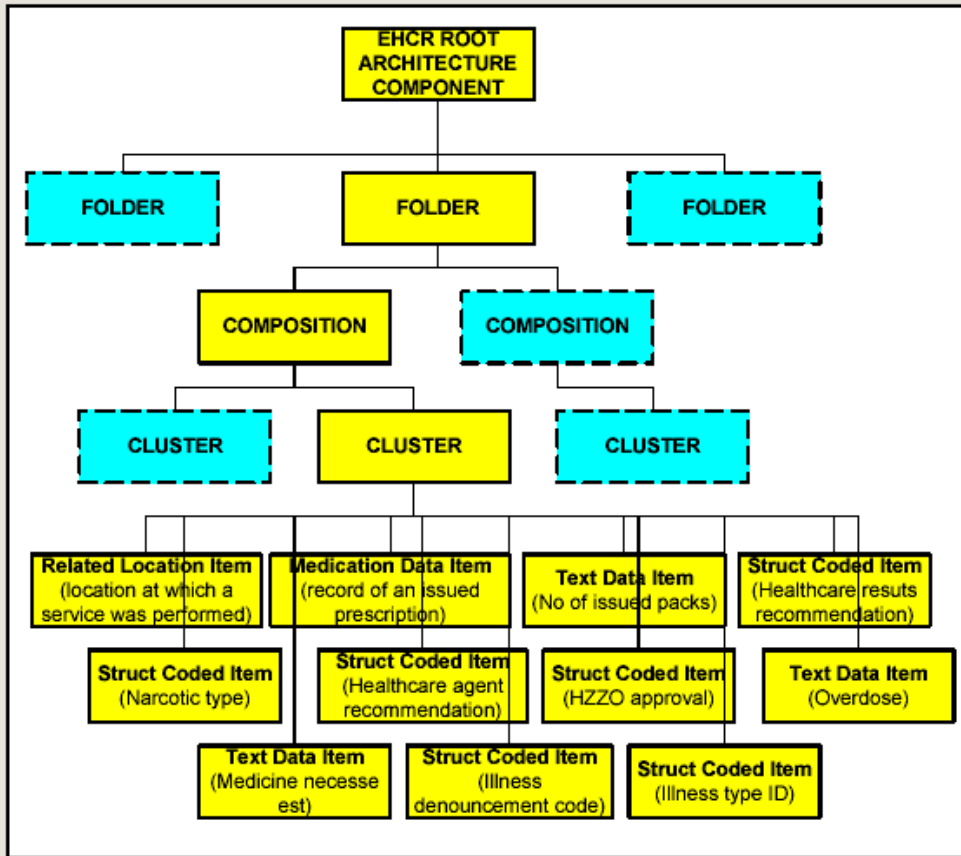 EHCR ROOT
ARCHITECTURE
COMPONENT
FOLDER
FOLDER
FOLDER
COMPOSITION
COMPOSITION
CLUSTER
CLUSTER
CLUSTER
Related Location Item
(location at which a
service was performed)
Medication Data Item
(record of an issued
prescription)
Text Data Item
(No of issued packs)
Struct Coded Item
(Healthcare resuts
recommendation)
Struct Coded Item
(Narcotic type)
Struct Coded Item
(Healthcare agent
recommendation)
Struct Coded Item
(HZZO approval)
Text Data Item
(Overdose)
Text Data Item
(Medicine necesse
est)
Struct Coded Item
(Illness
denouncement code)
Struct Coded Item
(Illness type ID)